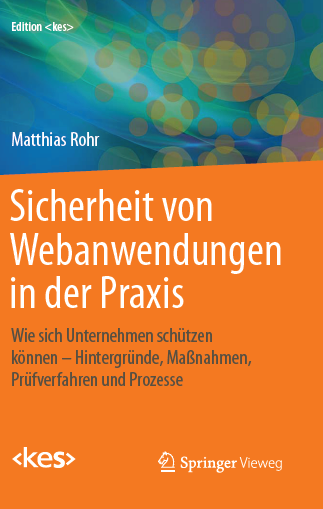 Edition <kes>
Matthias Rohr
Sicherheit von
Webanwendungen
in der Praxis
Wie sich Unternehmen schützen
können – Hintergründe, Maßnahmen,
Prüfverfahren und Prozesse
<kes>
Springer Vieweg